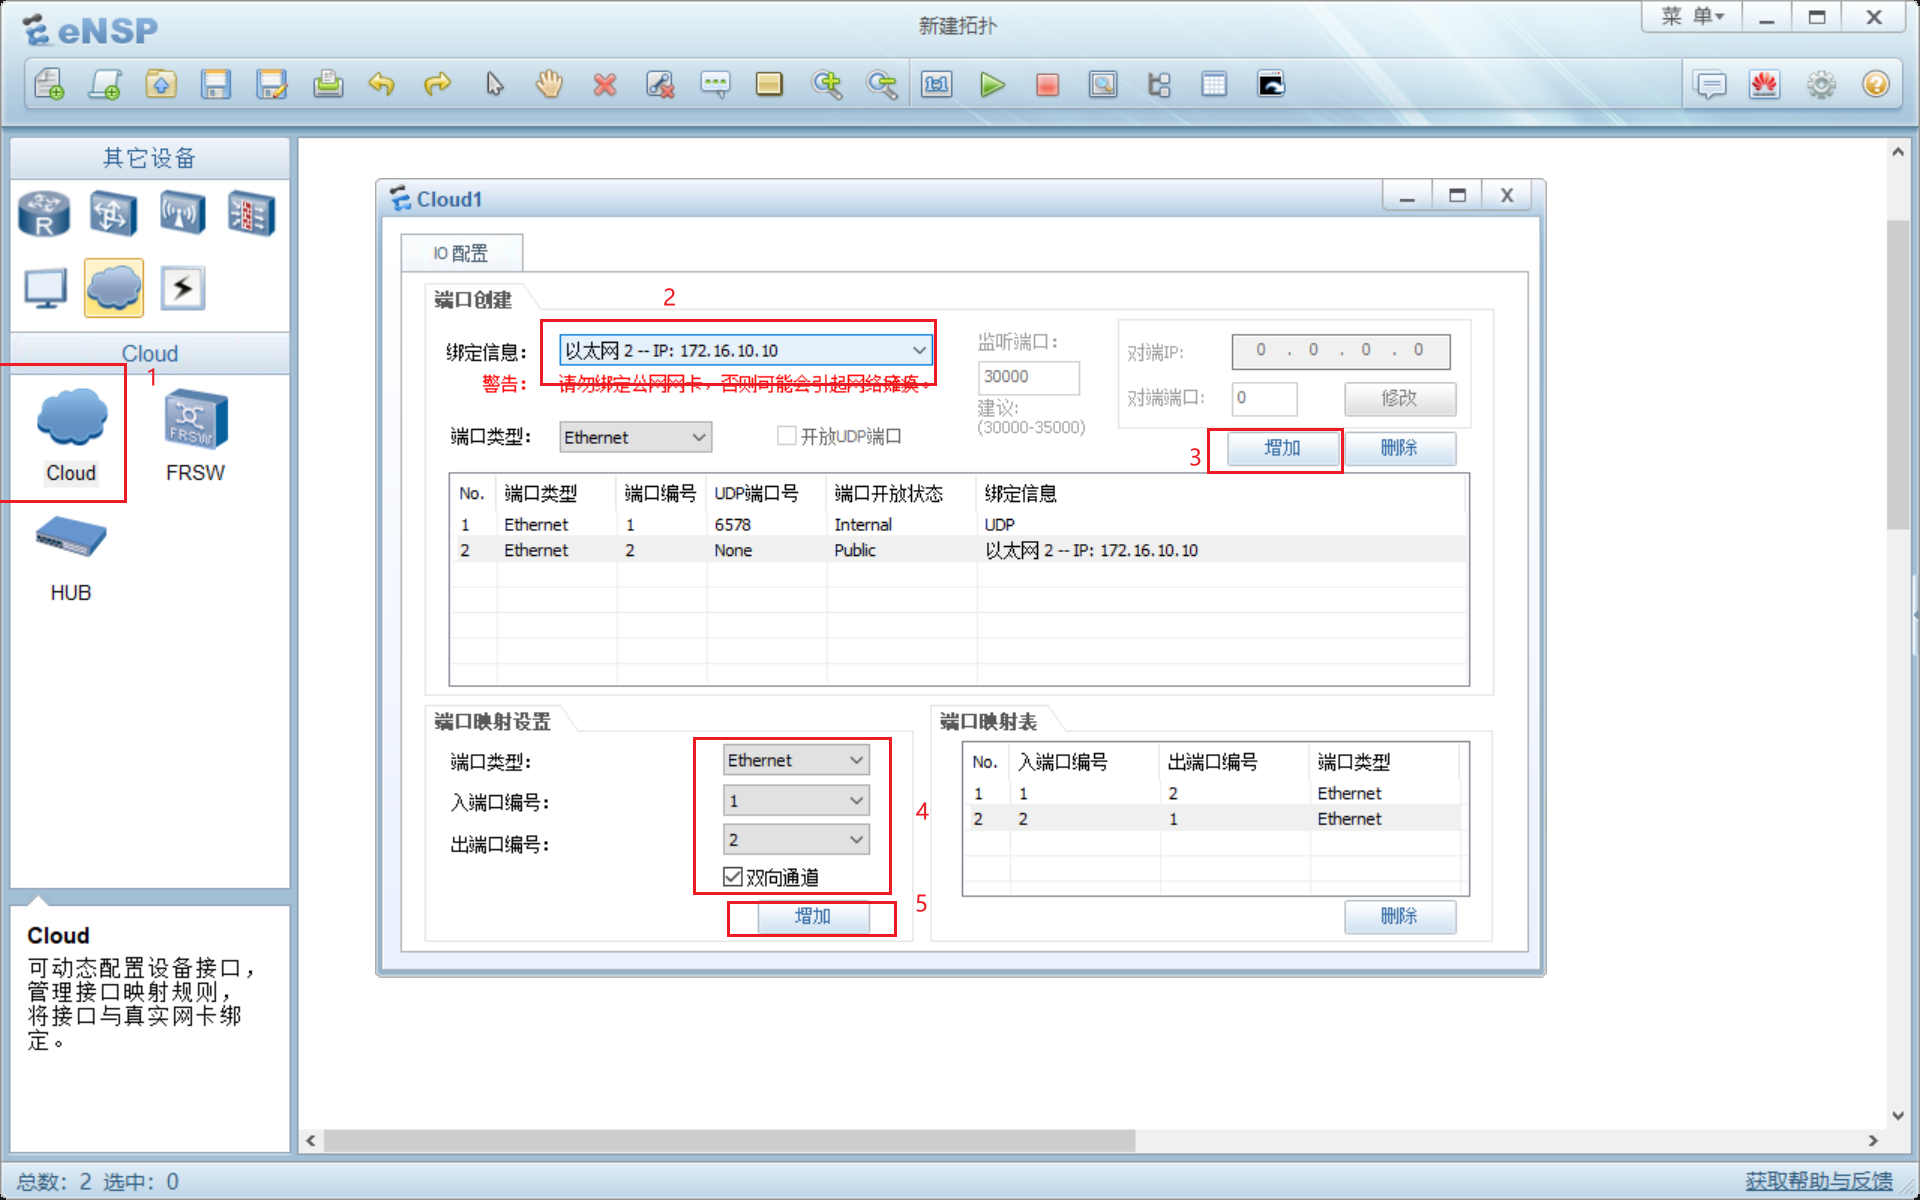 eNSP
新建拓扑
菜 单
其它设备
Cloud
1
Cloud
FRSW
HUB
Cloud
可动态配置设备接口，
管理接口映射规则，
将接口与真实网卡绑
定。
Cloud1
IO 配置
端口创建
2
绑定信息：
以太网 2 -- IP: 172.16.10.10
警告：
请勿绑定公网网卡，否则可能会引起网络瘫痪。
端口类型：
Ethernet
开放UDP端口
监听端口：
30000
建议:
(30000-35000)
对端IP:
0 . 0 . 0 . 0
对端端口：
0
修改
3
增加
删除
No. 端口类型 端口编号 UDP端口号 端口开放状态 绑定信息
1 Ethernet 1 6578 Internal UDP
2 Ethernet 2 None Public 以太网 2 -- IP: 172.16.10.10
端口映射设置
端口类型：
Ethernet
入端口编号：
1
出端口编号：
2
双向通道
4
增加
5
端口映射表
No. 入端口编号 出端口编号 端口类型
1 1 2 Ethernet
2 2 1 Ethernet
删除
总数：2 选中：0
获取帮助与反馈